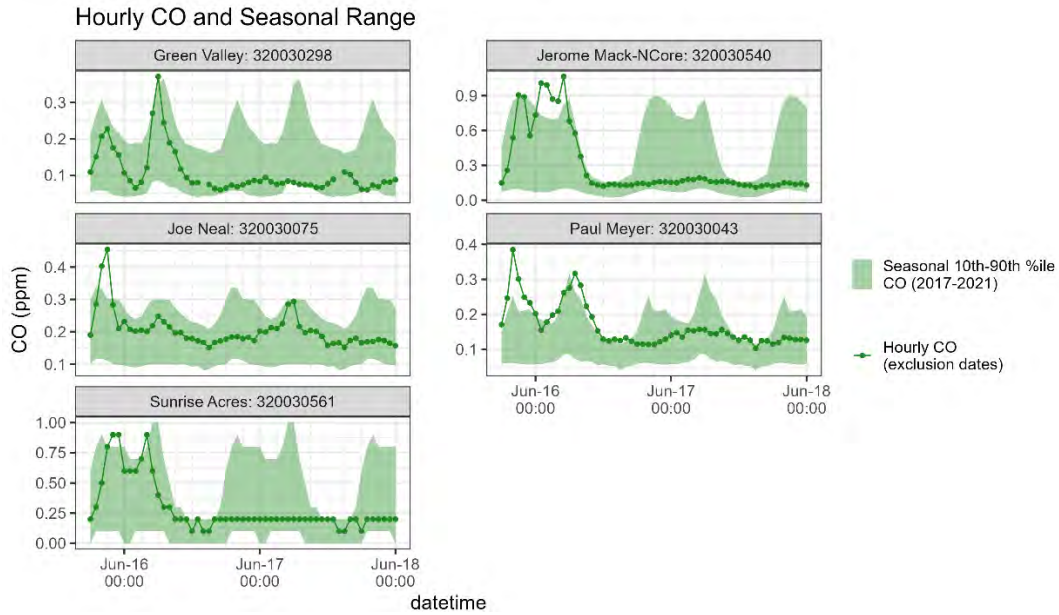 Hourly CO and Seasonal Range
Green Valley: 320030298
0.3
0.2
0.1
Jerome Mack-NCore: 320030540
0.9
0.6
0.3
0.0
Joe Neal: 320030075
0.4
0.3
0.2
0.1
Paul Meyer: 320030043
0.4
0.3
0.2
0.1
Jun-16
00:00
Jun-17
00:00
Jun-18
00:00
Sunrise Acres: 320030561
1.00
0.75
0.50
0.25
0.00
Jun-16
00:00
Jun-17
00:00
Jun-18
00:00
CO (ppm)
datetime
Seasonal 10th-90th %ile
CO (2017-2021)
Hourly CO
(exclusion dates)